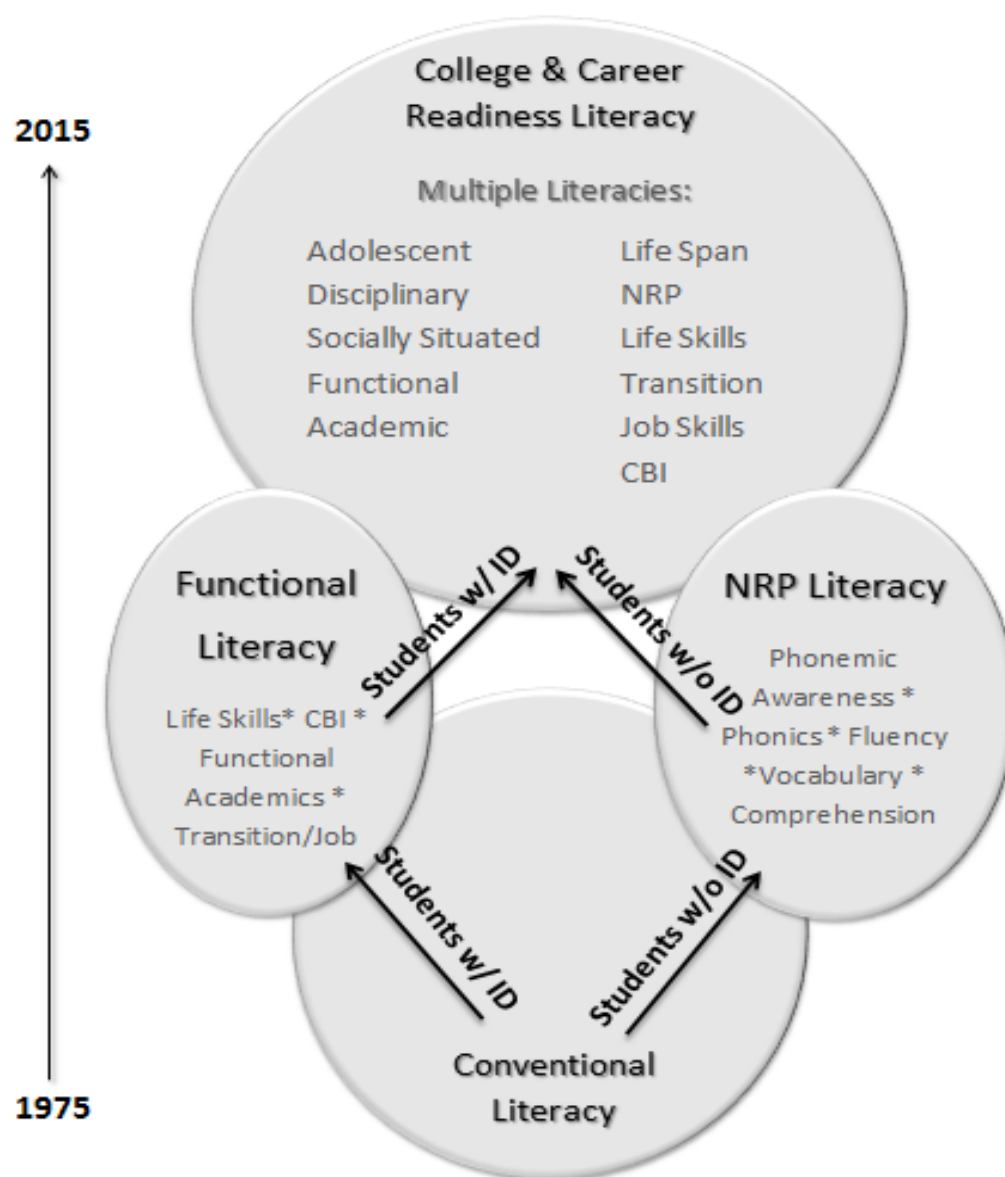 College & Career
Readiness Literacy
2015
Multiple Literacies:
Adolescent
Disciplinary
Socially Situated
Functional
Academic
Life Span
NRP
Life Skills
Transition
Job Skills
CBI
Students w/ ID
Students w/o ID
Functional
Literacy
Life Skills* CBI *
Functional
Academics *
Transition/Job
NRP Literacy
Phonemic
Awareness *
Phonics * Fluency
*Vocabulary *
Comprehension
Students w/ ID
Students w/o ID
Conventional
Literacy
1975